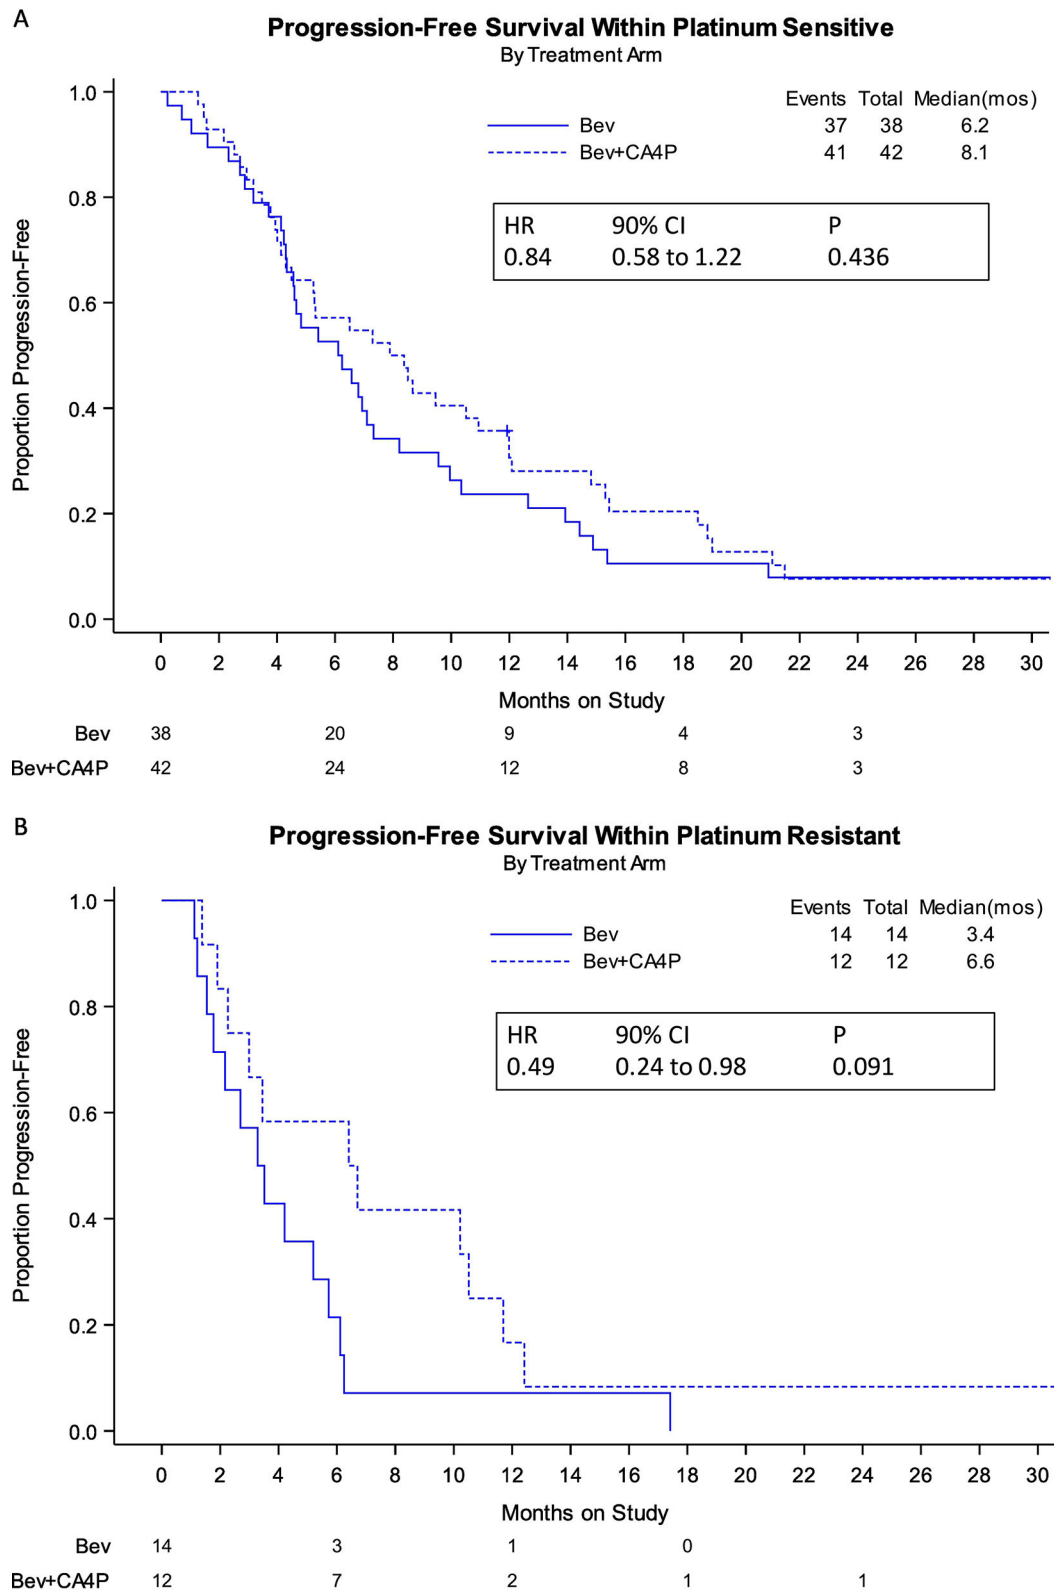 A
Progression-Free Survival Within Platinum Sensitive
By Treatment Arm
Events Total Median(mos)
Bev 37 38 6.2
Bev+CA4P 41 42 8.1
HR 90% CI P
0.84 0.58 to 1.22 0.436
Proportion Progression-Free
1.0
0.8
0.6
0.4
0.2
0.0
0 2 4 6 8 10 12 14 16 18 20 22 24 26 28 30
Months on Study
Bev 38 20 9 4 3
Bev+CA4P 42 24 12 8 3
B
Progression-Free Survival Within Platinum Resistant
By Treatment Arm
Events Total Median(mos)
Bev 14 14 3.4
Bev+CA4P 12 12 6.6
HR 90% CI P
0.49 0.24 to 0.98 0.091
Proportion Progression-Free
1.0
0.8
0.6
0.4
0.2
0.0
0 2 4 6 8 10 12 14 16 18 20 22 24 26 28 30
Months on Study
Bev 14 3 1 0
Bev+CA4P 12 7 2 1 1